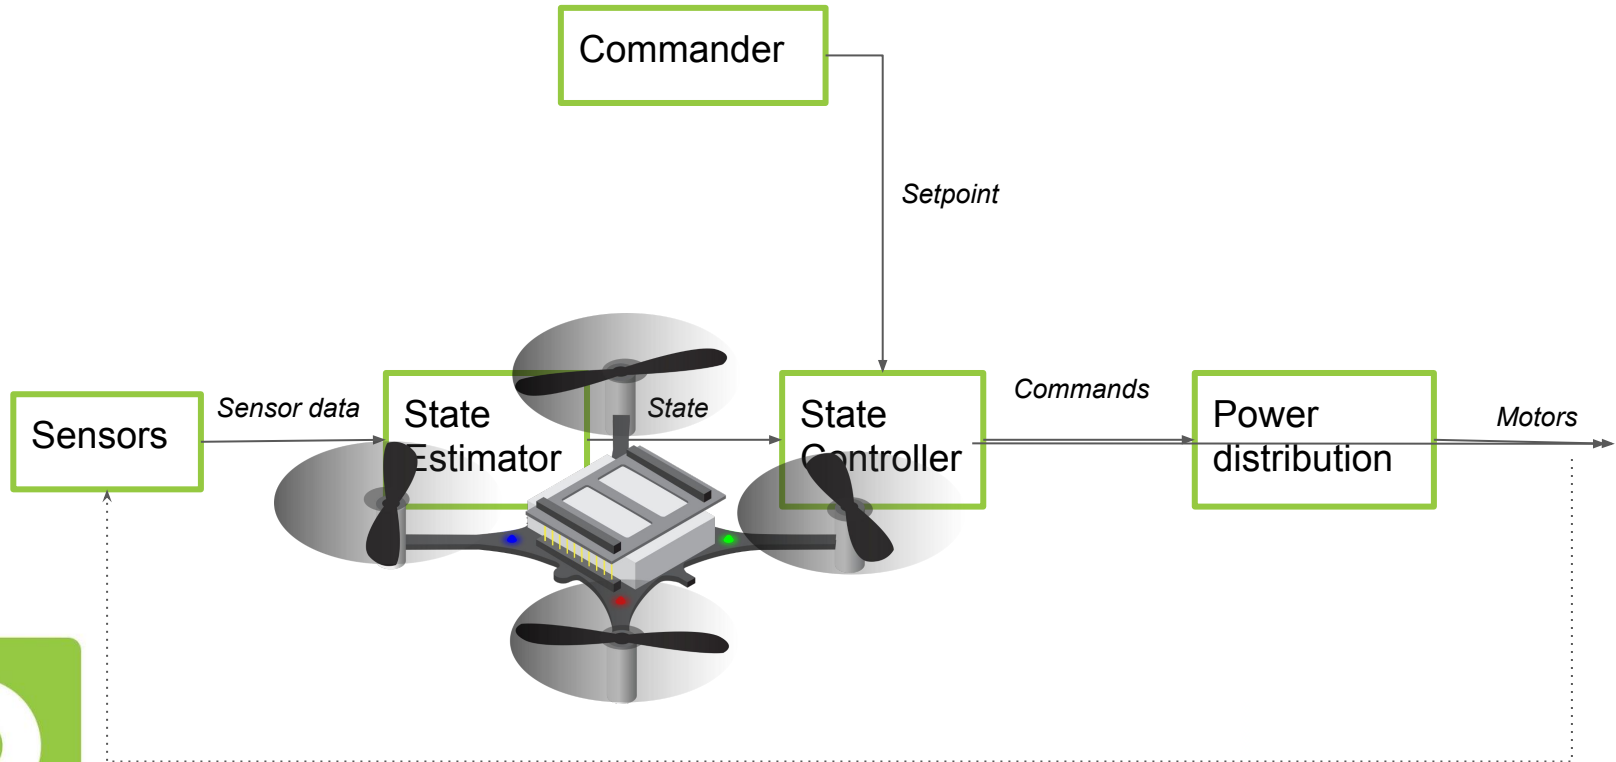 Commander
Setpoint
Sensors
Sensor data
State
Estimator
State
State
Controller
Commands
Power
distribution
Motors